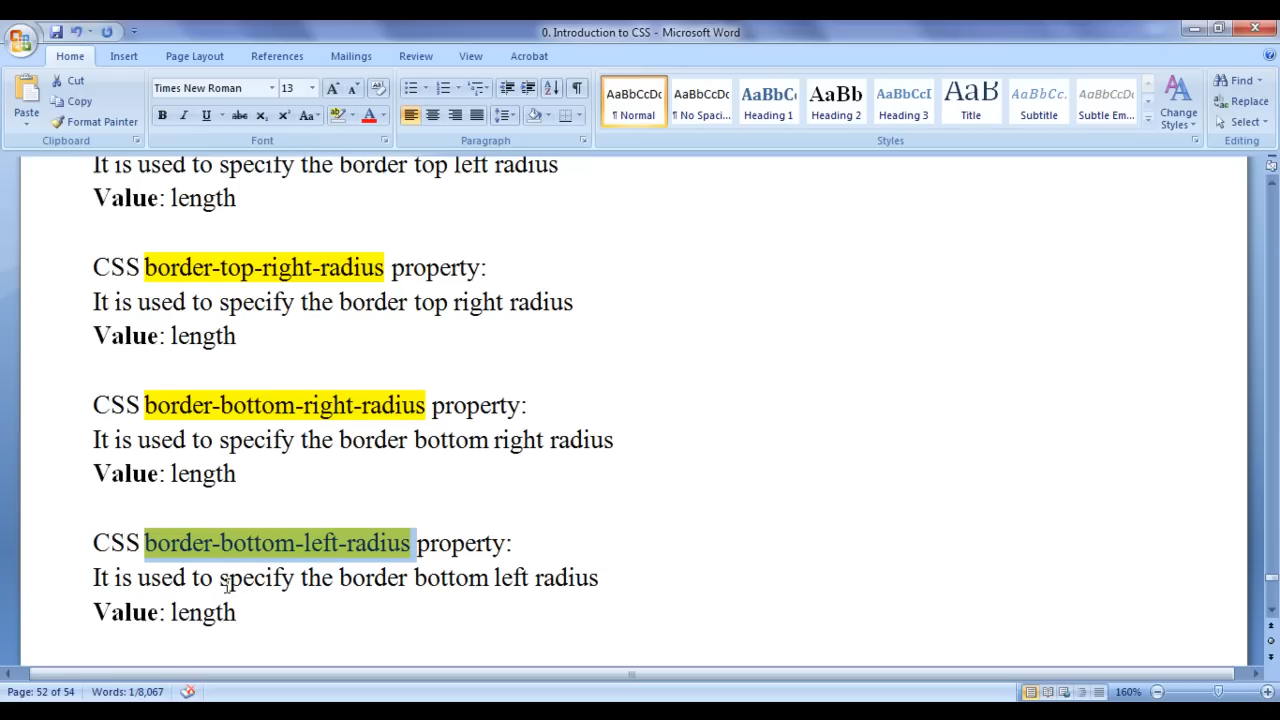 0. Introduction to CSS - Microsoft Word
Home Insert Page Layout References Mailings Review View Acrobat
Paste
Cut
Copy
Format Painter
Clipboard
Times New Roman 13
Font
Paragraph
AaBbCcDc AaBbCcDc AaBbC AaBb AaBbCcI AaB AaBbCc. AaBbCcDc
¶ Normal ¶ No Spaci... Heading 1 Heading 2 Heading 3 Title Subtitle Subtle Em...
Change Styles
Styles
Find
Replace
Select
Editing
It is used to specify the border top left radius
Value: length
CSS border-top-right-radius property:
It is used to specify the border top right radius
Value: length
CSS border-bottom-right-radius property:
It is used to specify the border bottom right radius
Value: length
CSS border-bottom-left-radius property:
It is used to specify the border bottom left radius
Value: length
Page: 52 of 54 Words: 1/8,067 160%